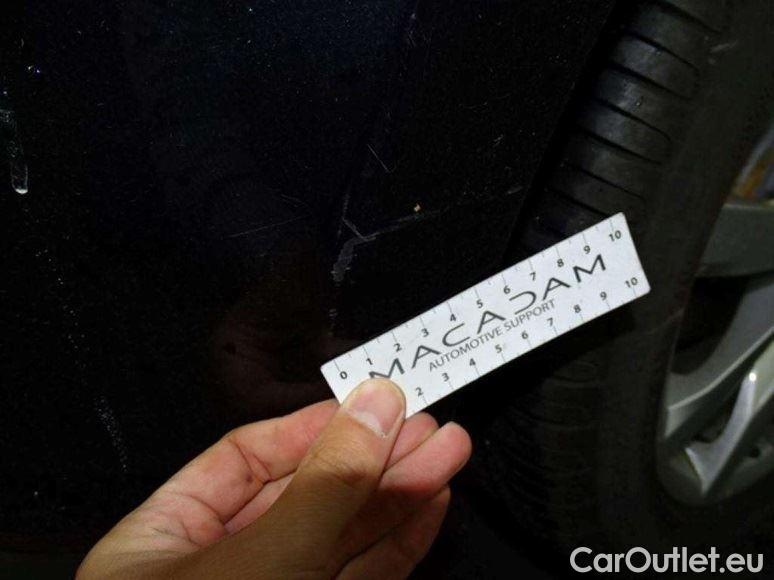 0 1 2 3 4 5 6 7 8 9 10
MACADAM
AUTOMOTIVE SUPPORT
2 3 4 5 6 7 8 9 10
CarOutlet.eu